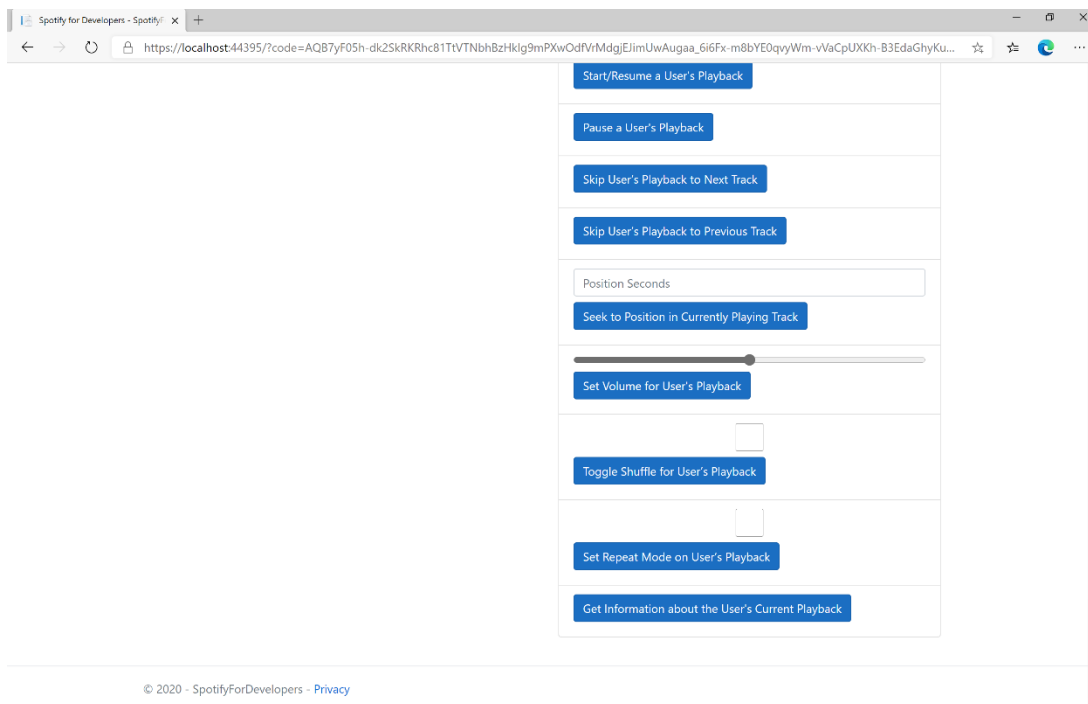 Spotify for Developers - Spotify
https://localhost:44395/?code=AQB7yF05h-dk2SkRKRhc81TtVTNbhBzHkIg9mPXwOdfVrMdgjEJimUwAugaa_6i6Fx-m8bYE0qvyWm-vVaCpUXKh-B3EdaGhyKu...
Start/Resume a User's Playback
Pause a User's Playback
Skip User's Playback to Next Track
Skip User's Playback to Previous Track
Position Seconds
Seek to Position in Currently Playing Track
Set Volume for User's Playback
Toggle Shuffle for User's Playback
Set Repeat Mode on User's Playback
Get Information about the User's Current Playback
© 2020 - SpotifyForDevelopers - Privacy